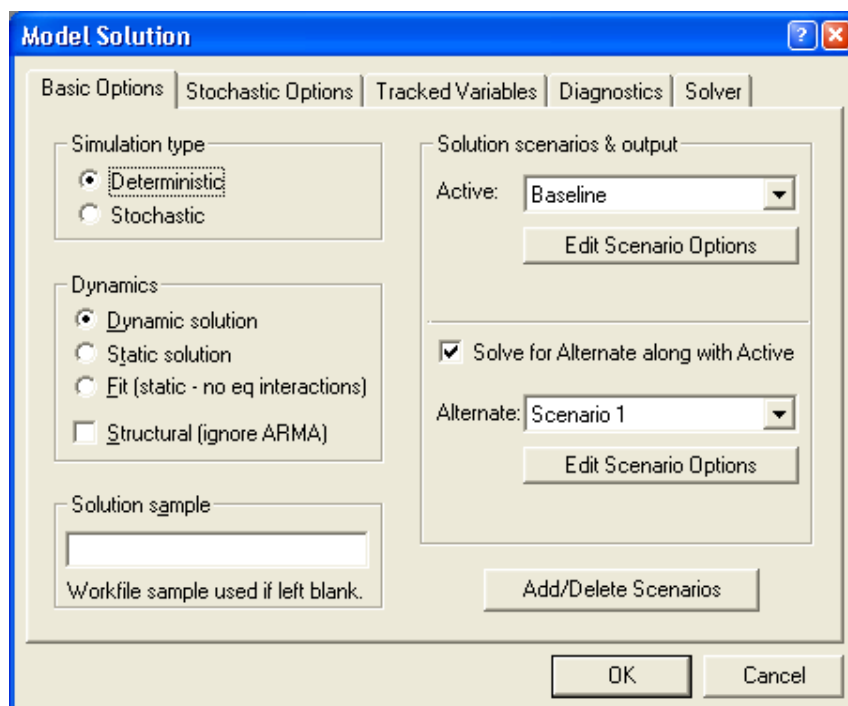 Model Solution
Basic Options
Stochastic Options
Tracked Variables
Diagnostics
Solver
Simulation type
Deterministic
Stochastic
Dynamics
Dynamic solution
Static solution
Fit (static - no eq interactions)
Structural (ignore ARMA)
Solution sample
Workfile sample used if left blank.
Solution scenarios & output
Active: Baseline
Edit Scenario Options
Solve for Alternate along with Active
Alternate: Scenario 1
Edit Scenario Options
Add/Delete Scenarios
OK
Cancel